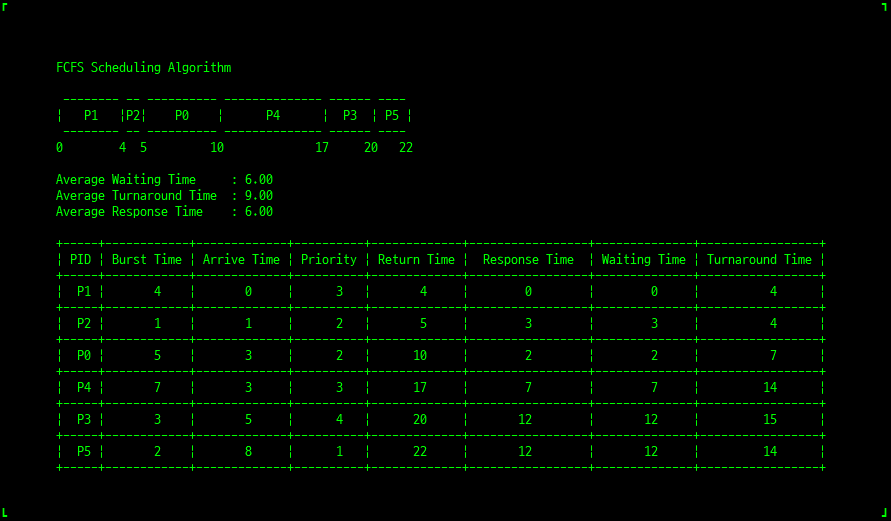 FCFS Scheduling Algorithm
 -------- -- ---------- -------------- ------ ----
¦   P1   ¦P2¦    P0    ¦      P4      ¦  P3  ¦ P5 ¦
 -------- -- ---------- -------------- ------ ----
0        4  5         10             17     20   22
Average Waiting Time     : 6.00
Average Turnaround Time  : 9.00
Average Response Time    : 6.00
+-----+------------+-------------+----------+-------------+-----------------+--------------+-----------------+
¦ PID ¦ Burst Time ¦ Arrive Time ¦ Priority ¦ Return Time ¦  Response Time  ¦ Waiting Time ¦ Turnaround Time ¦
+-----+------------+-------------+----------+-------------+-----------------+--------------+-----------------+
¦  P1 ¦       4    ¦       0     ¦      3   ¦       4     ¦        0        ¦        0     ¦          4      ¦
+-----+------------+-------------+----------+-------------+-----------------+--------------+-----------------+
¦  P2 ¦       1    ¦       1     ¦      2   ¦       5     ¦        3        ¦        3     ¦          4      ¦
+-----+------------+-------------+----------+-------------+-----------------+--------------+-----------------+
¦  P0 ¦       5    ¦       3     ¦      2   ¦      10     ¦        2        ¦        2     ¦          7      ¦
+-----+------------+-------------+----------+-------------+-----------------+--------------+-----------------+
¦  P4 ¦       7    ¦       3     ¦      3   ¦      17     ¦        7        ¦        7     ¦         14      ¦
+-----+------------+-------------+----------+-------------+-----------------+--------------+-----------------+
¦  P3 ¦       3    ¦       5     ¦      4   ¦      20     ¦       12        ¦       12     ¦         15      ¦
+-----+------------+-------------+----------+-------------+-----------------+--------------+-----------------+
¦  P5 ¦       2    ¦       8     ¦      1   ¦      22     ¦       12        ¦       12     ¦         14      ¦
+-----+------------+-------------+----------+-------------+-----------------+--------------+-----------------+